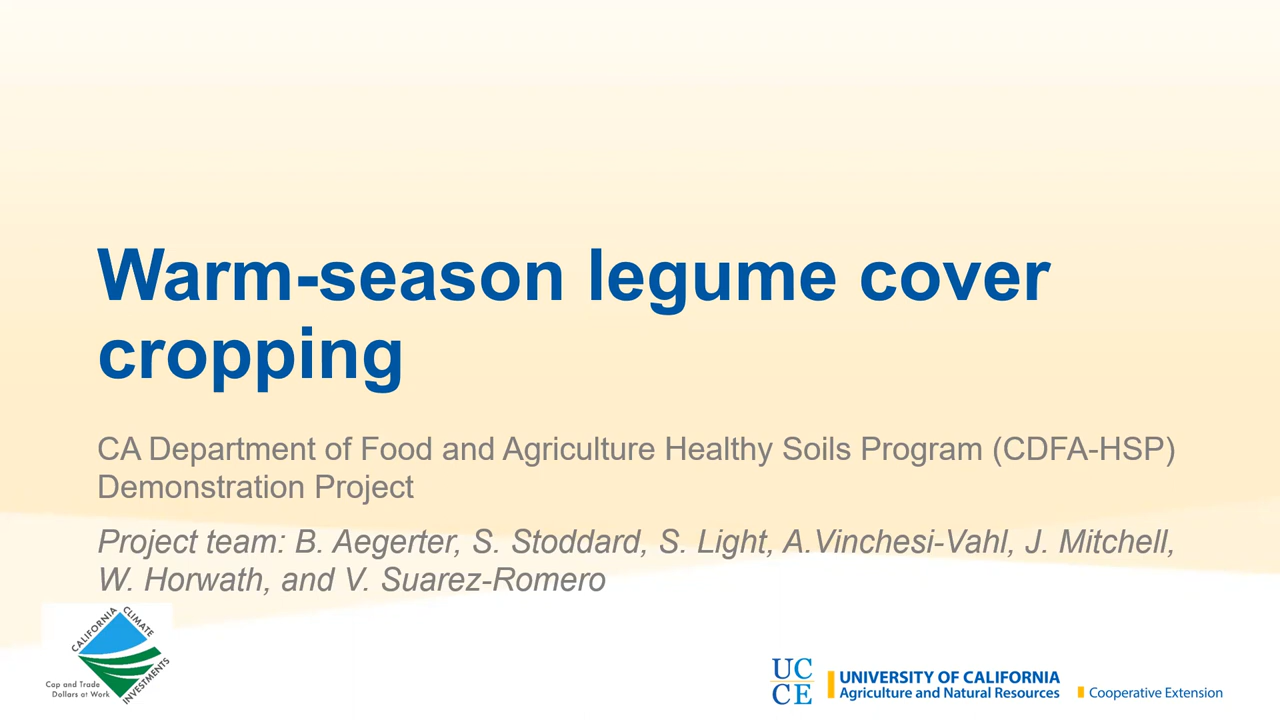 Warm-season legume cover
cropping
CA Department of Food and Agriculture Healthy Soils Program (CDFA-HSP)
Demonstration Project
Project team: B. Aegerter, S. Stoddard, S. Light, A.Vinchesi-Vahl, J. Mitchell,
W. Horwath, and V. Suarez-Romero
CALIFORNIA CLIMATE INVESTMENTS
Cap and Trade
Dollars at Work
UC
CE
UNIVERSITY OF CALIFORNIA
Agriculture and Natural Resources
Cooperative Extension